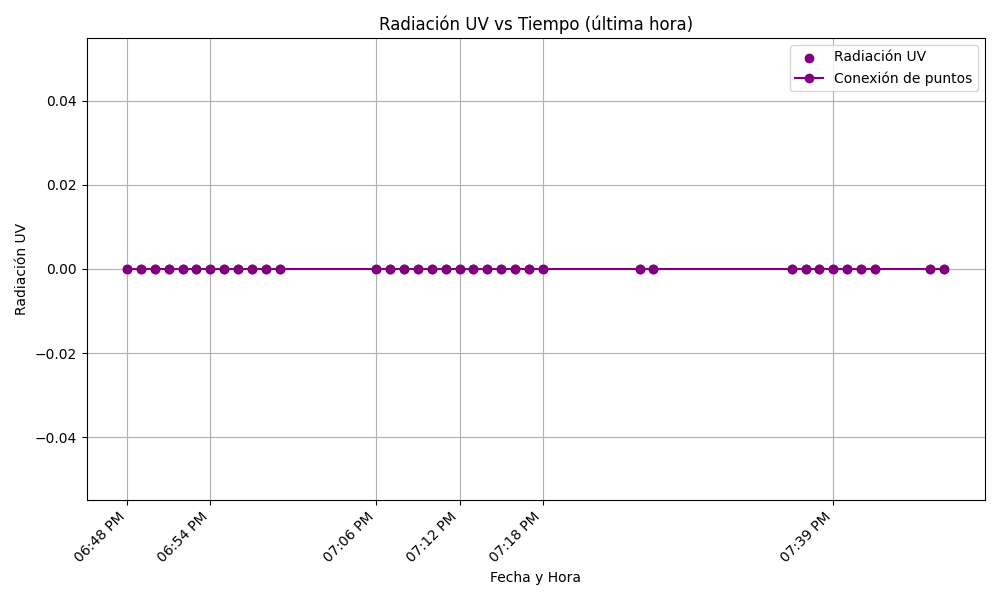 Radiación UV vs Tiempo (última hora)
Radiación UV
Conexión de puntos
0.04
0.02
0.00
−0.02
−0.04
Radiación UV
06:48 PM
06:54 PM
07:06 PM
07:12 PM
07:18 PM
07:39 PM
Fecha y Hora